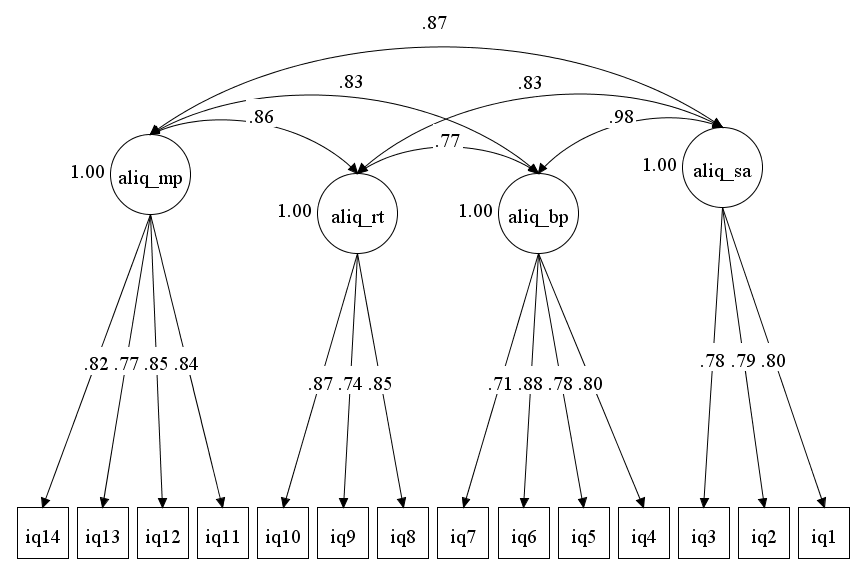 .87
.83
.83
.86
.98
.77
1.00
aliq_mp
1.00
aliq_rt
1.00
aliq_bp
1.00
aliq_sa
.82 .77 .85 .84
.87 .74 .85
.71 .88 .78 .80
.78 .79 .80
iq14 iq13 iq12 iq11 iq10 iq9 iq8 iq7 iq6 iq5 iq4 iq3 iq2 iq1